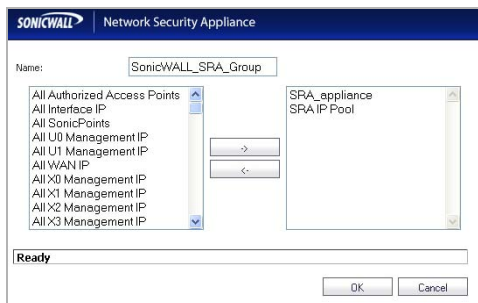 SONICWALL | Network Security Appliance
Name: SonicWALL_SRA_Group
All Authorized Access Points
All Interface IP
All SonicPoints
All U0 Management IP
All U1 Management IP
All WAN IP
All X0 Management IP
All X1 Management IP
All X2 Management IP
All X3 Management IP
->
<-
SRA_appliance
SRA IP Pool
Ready
OK Cancel